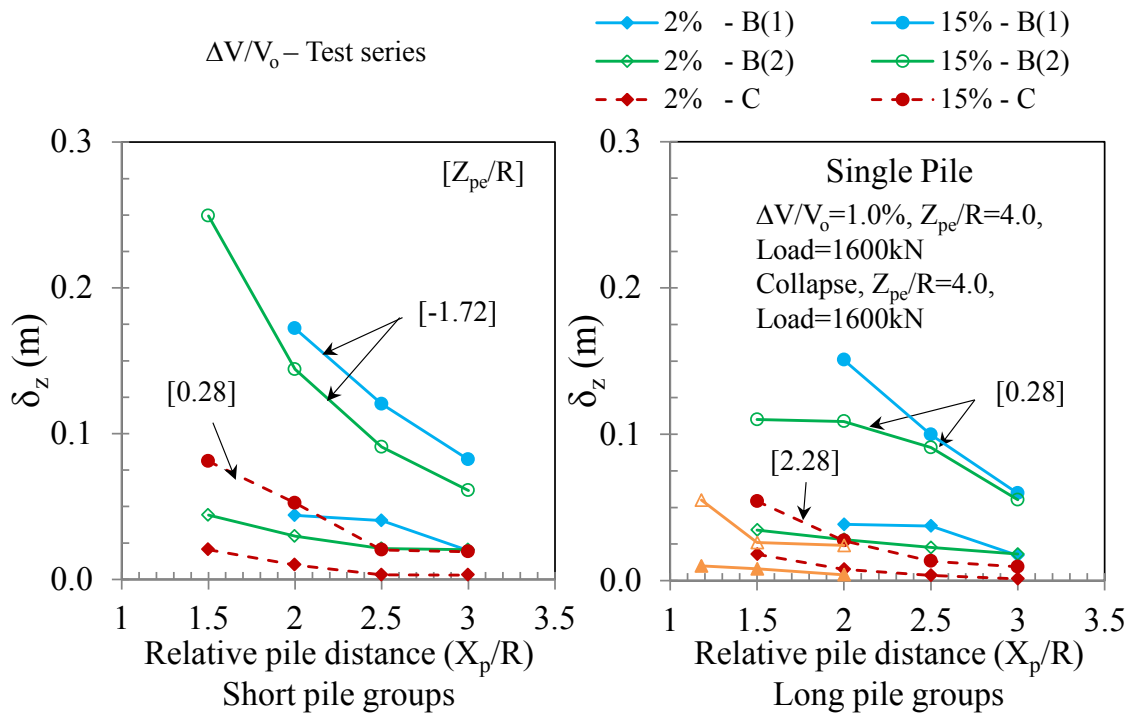 ΔV/Vo – Test series
2% - B(1)
15% - B(1)
2% - B(2)
15% - B(2)
2% - C
15% - C
0.3
0.2
0.1
0.0
δz (m)
[Zpe/R]
[-1.72]
[0.28]
1 1.5 2 2.5 3 3.5
Relative pile distance (Xp/R)
Short pile groups
0.3
0.2
0.1
0.0
δz (m)
Single Pile
ΔV/Vo=1.0%, Zpe/R=4.0,
Load=1600kN
Collapse, Zpe/R=4.0,
Load=1600kN
[0.28]
[2.28]
1 1.5 2 2.5 3 3.5
Relative pile distance (Xp/R)
Long pile groups